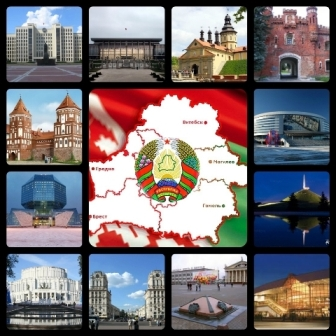 Витебск
Могилев
Гродно
Гомель
Брест